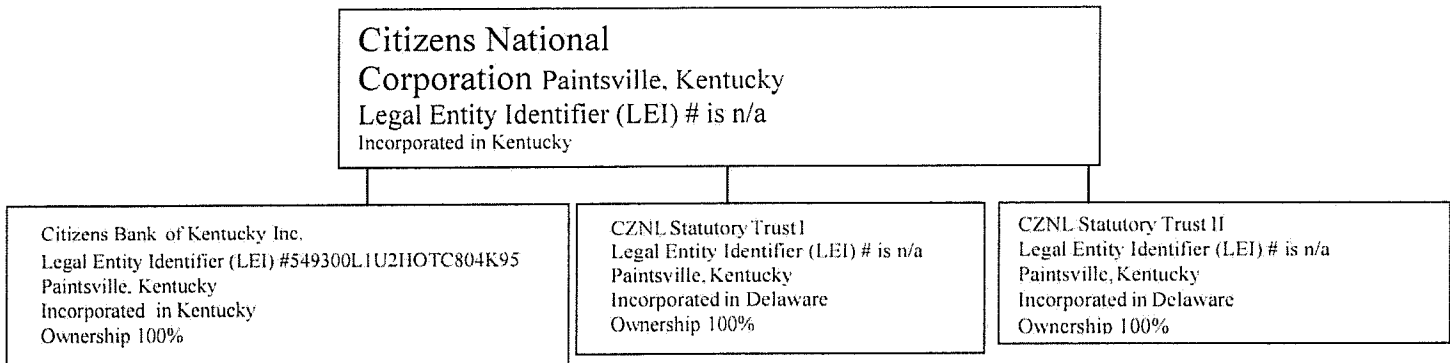 Citizens National
Corporation Paintsville, Kentucky
Legal Entity Identifier (LEI) # is n/a
Incorporated in Kentucky
Citizens Bank of Kentucky Inc.
Legal Entity Identifier (LEI) #549300L1U2HOTC804K95
Paintsville, Kentucky
Incorporated in Kentucky
Ownership 100%
CZNL Statutory Trust I
Legal Entity Identifier (LEI) # is n/a
Paintsville, Kentucky
Incorporated in Delaware
Ownership 100%
CZNL Statutory Trust II
Legal Entity Identifier (LEI) # is n/a
Paintsville, Kentucky
Incorporated in Delaware
Ownership 100%